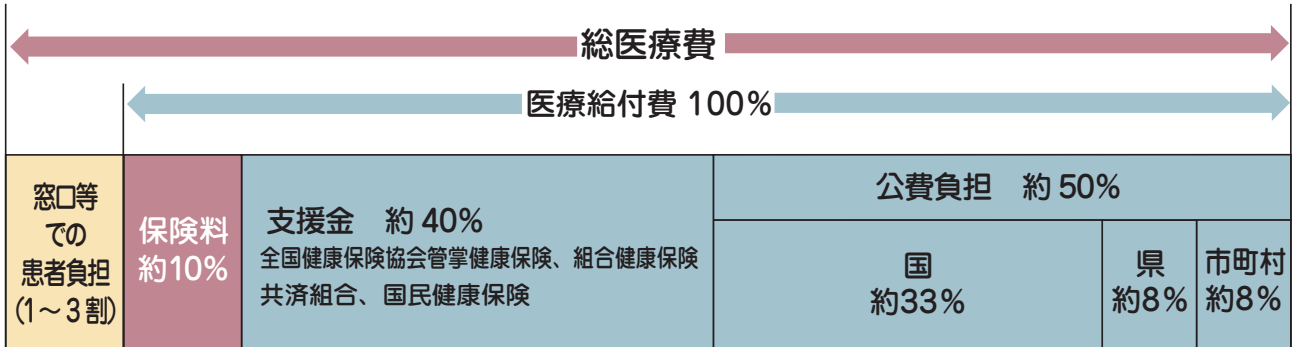 総医療費
医療給付費 100%
窓口等
での
患者負担
(1～3割)
保険料
約10%
支援金　約 40%
全国健康保険協会管掌健康保険、組合健康保険
共済組合、国民健康保険
公費負担　約 50%
国
約33%
県
約8%
市町村
約8%